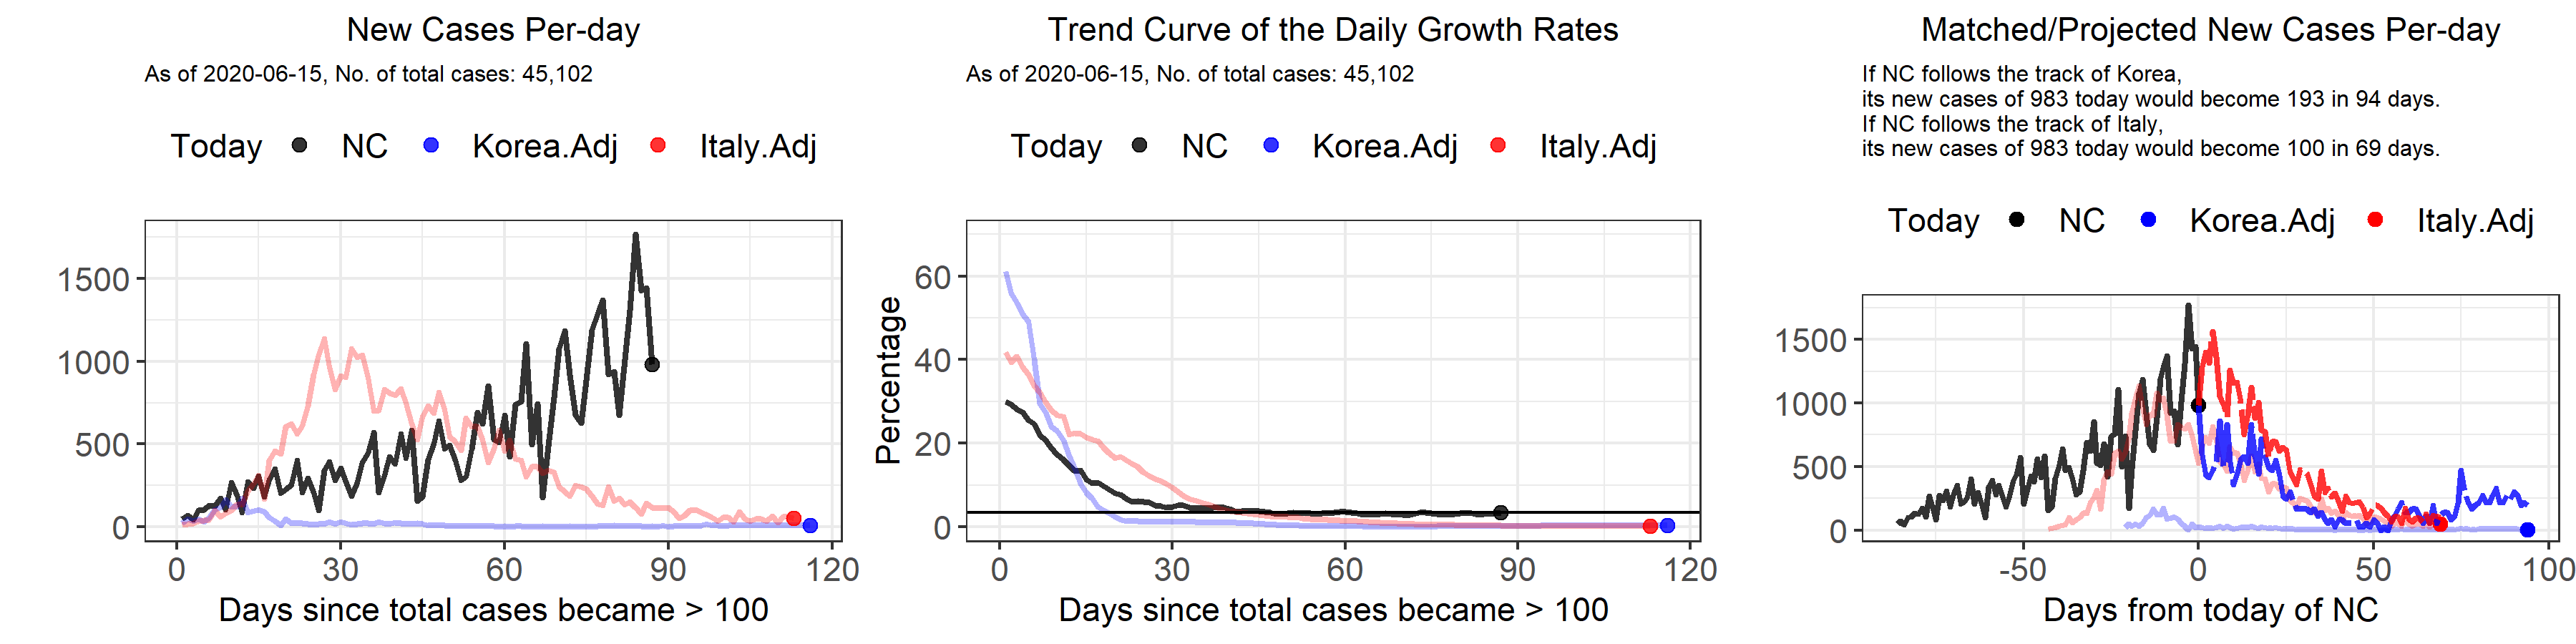 New Cases Per-day
As of 2020-06-15, No. of total cases: 45,102
Today NC Korea.Adj Italy.Adj
1500
1000
500
0
0 30 60 90 120
Days since total cases became > 100
Trend Curve of the Daily Growth Rates
As of 2020-06-15, No. of total cases: 45,102
Today NC Korea.Adj Italy.Adj
Percentage
60
40
20
0
0 30 60 90 120
Days since total cases became > 100
Matched/Projected New Cases Per-day
If NC follows the track of Korea,
its new cases of 983 today would become 193 in 94 days.
If NC follows the track of Italy,
its new cases of 983 today would become 100 in 69 days.
Today NC Korea.Adj Italy.Adj
1500
1000
500
0
-50 0 50 100
Days from today of NC